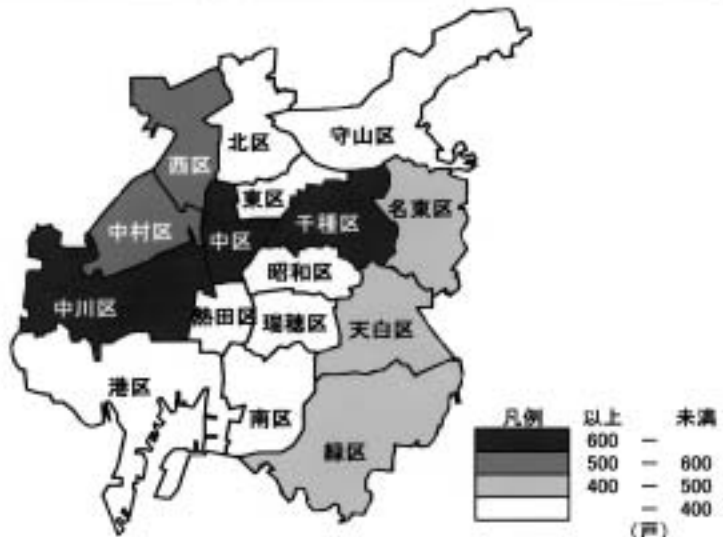 北区
守山区
西区
東区
名東区
中村区
中区
千種区
昭和区
中川区
熱田区
瑞穂区
天白区
港区
南区
緑区
凡例 以上 未満
600 －
500 － 600
400 － 500
－ 400
(戸)